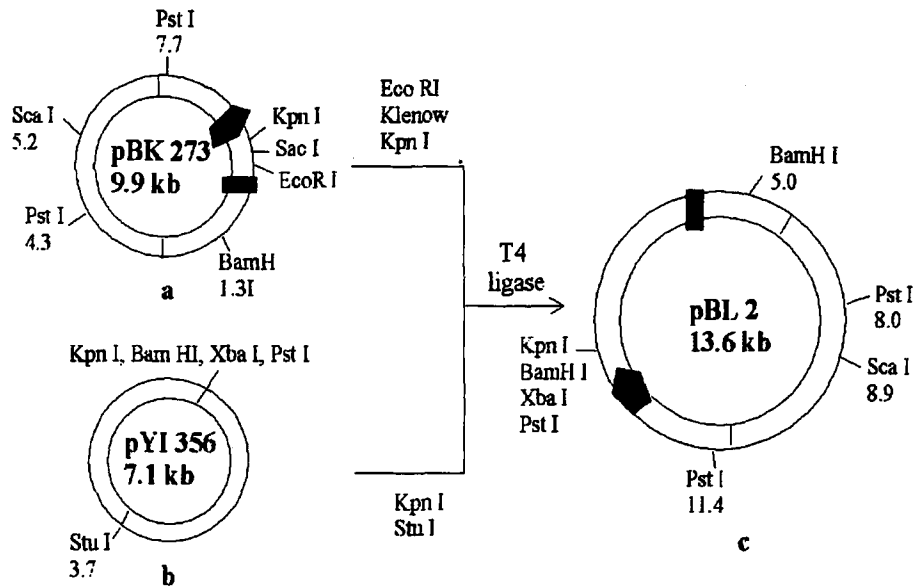 Pst I
7.7
Sca I
5.2
pBK 273
9.9 kb
Kpn I
Sac I
EcoR I
Pst I
4.3
BamH
1.3I
a
Eco RI
Klenow
Kpn I
T4
ligase
Kpn I, Bam HI, Xba I, Pst I
pYI 356
7.1 kb
Stu I
3.7
b
Kpn I
Stu I
BamH I
5.0
Pst I
8.0
pBL 2
13.6 kb
Sca I
8.9
Kpn I
BamH I
Xba I
Pst I
Pst I
11.4
c